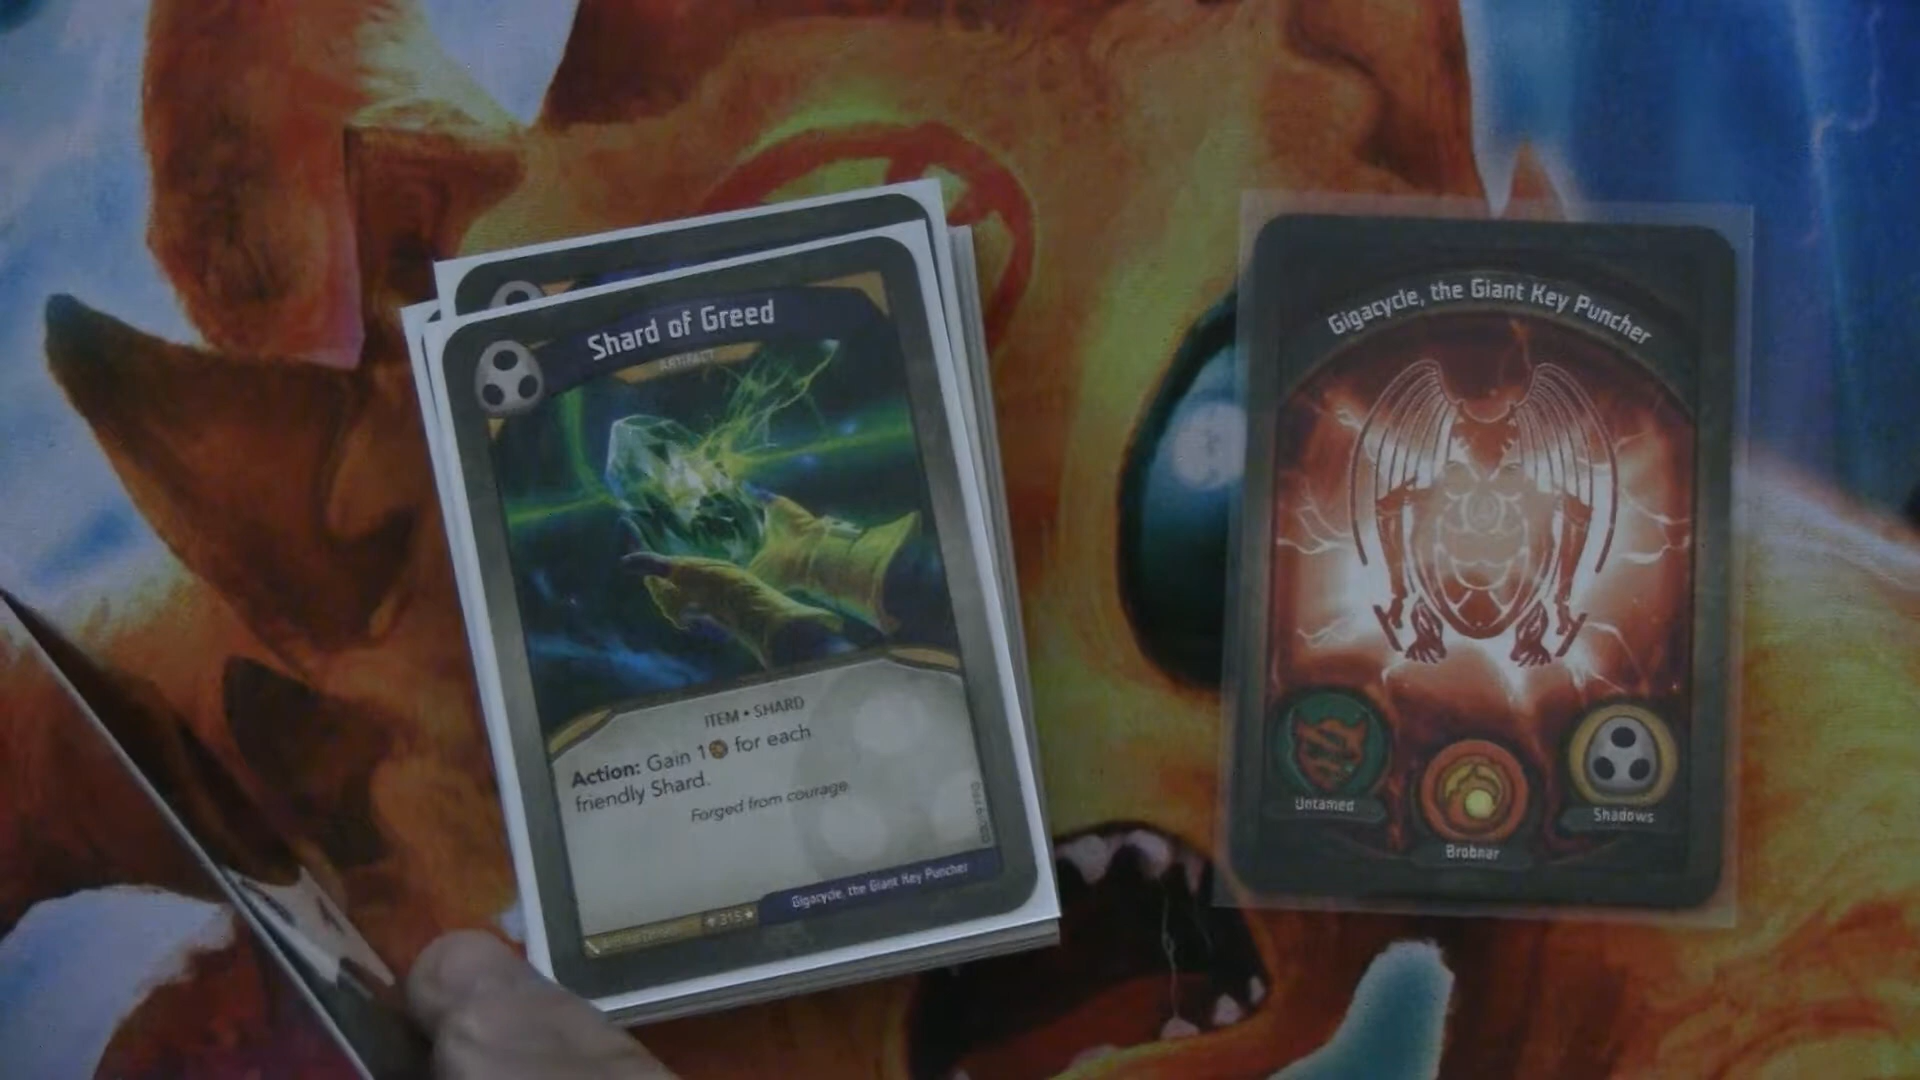 Shard of Greed
ARTIFACT
ITEM • SHARD
Action: Gain 1 for each
friendly Shard.
Forged from courage.
Gigacycle, the Giant Key Puncher
315
Gigacycle, the Giant Key Puncher
Untamed
Brobnar
Shadows